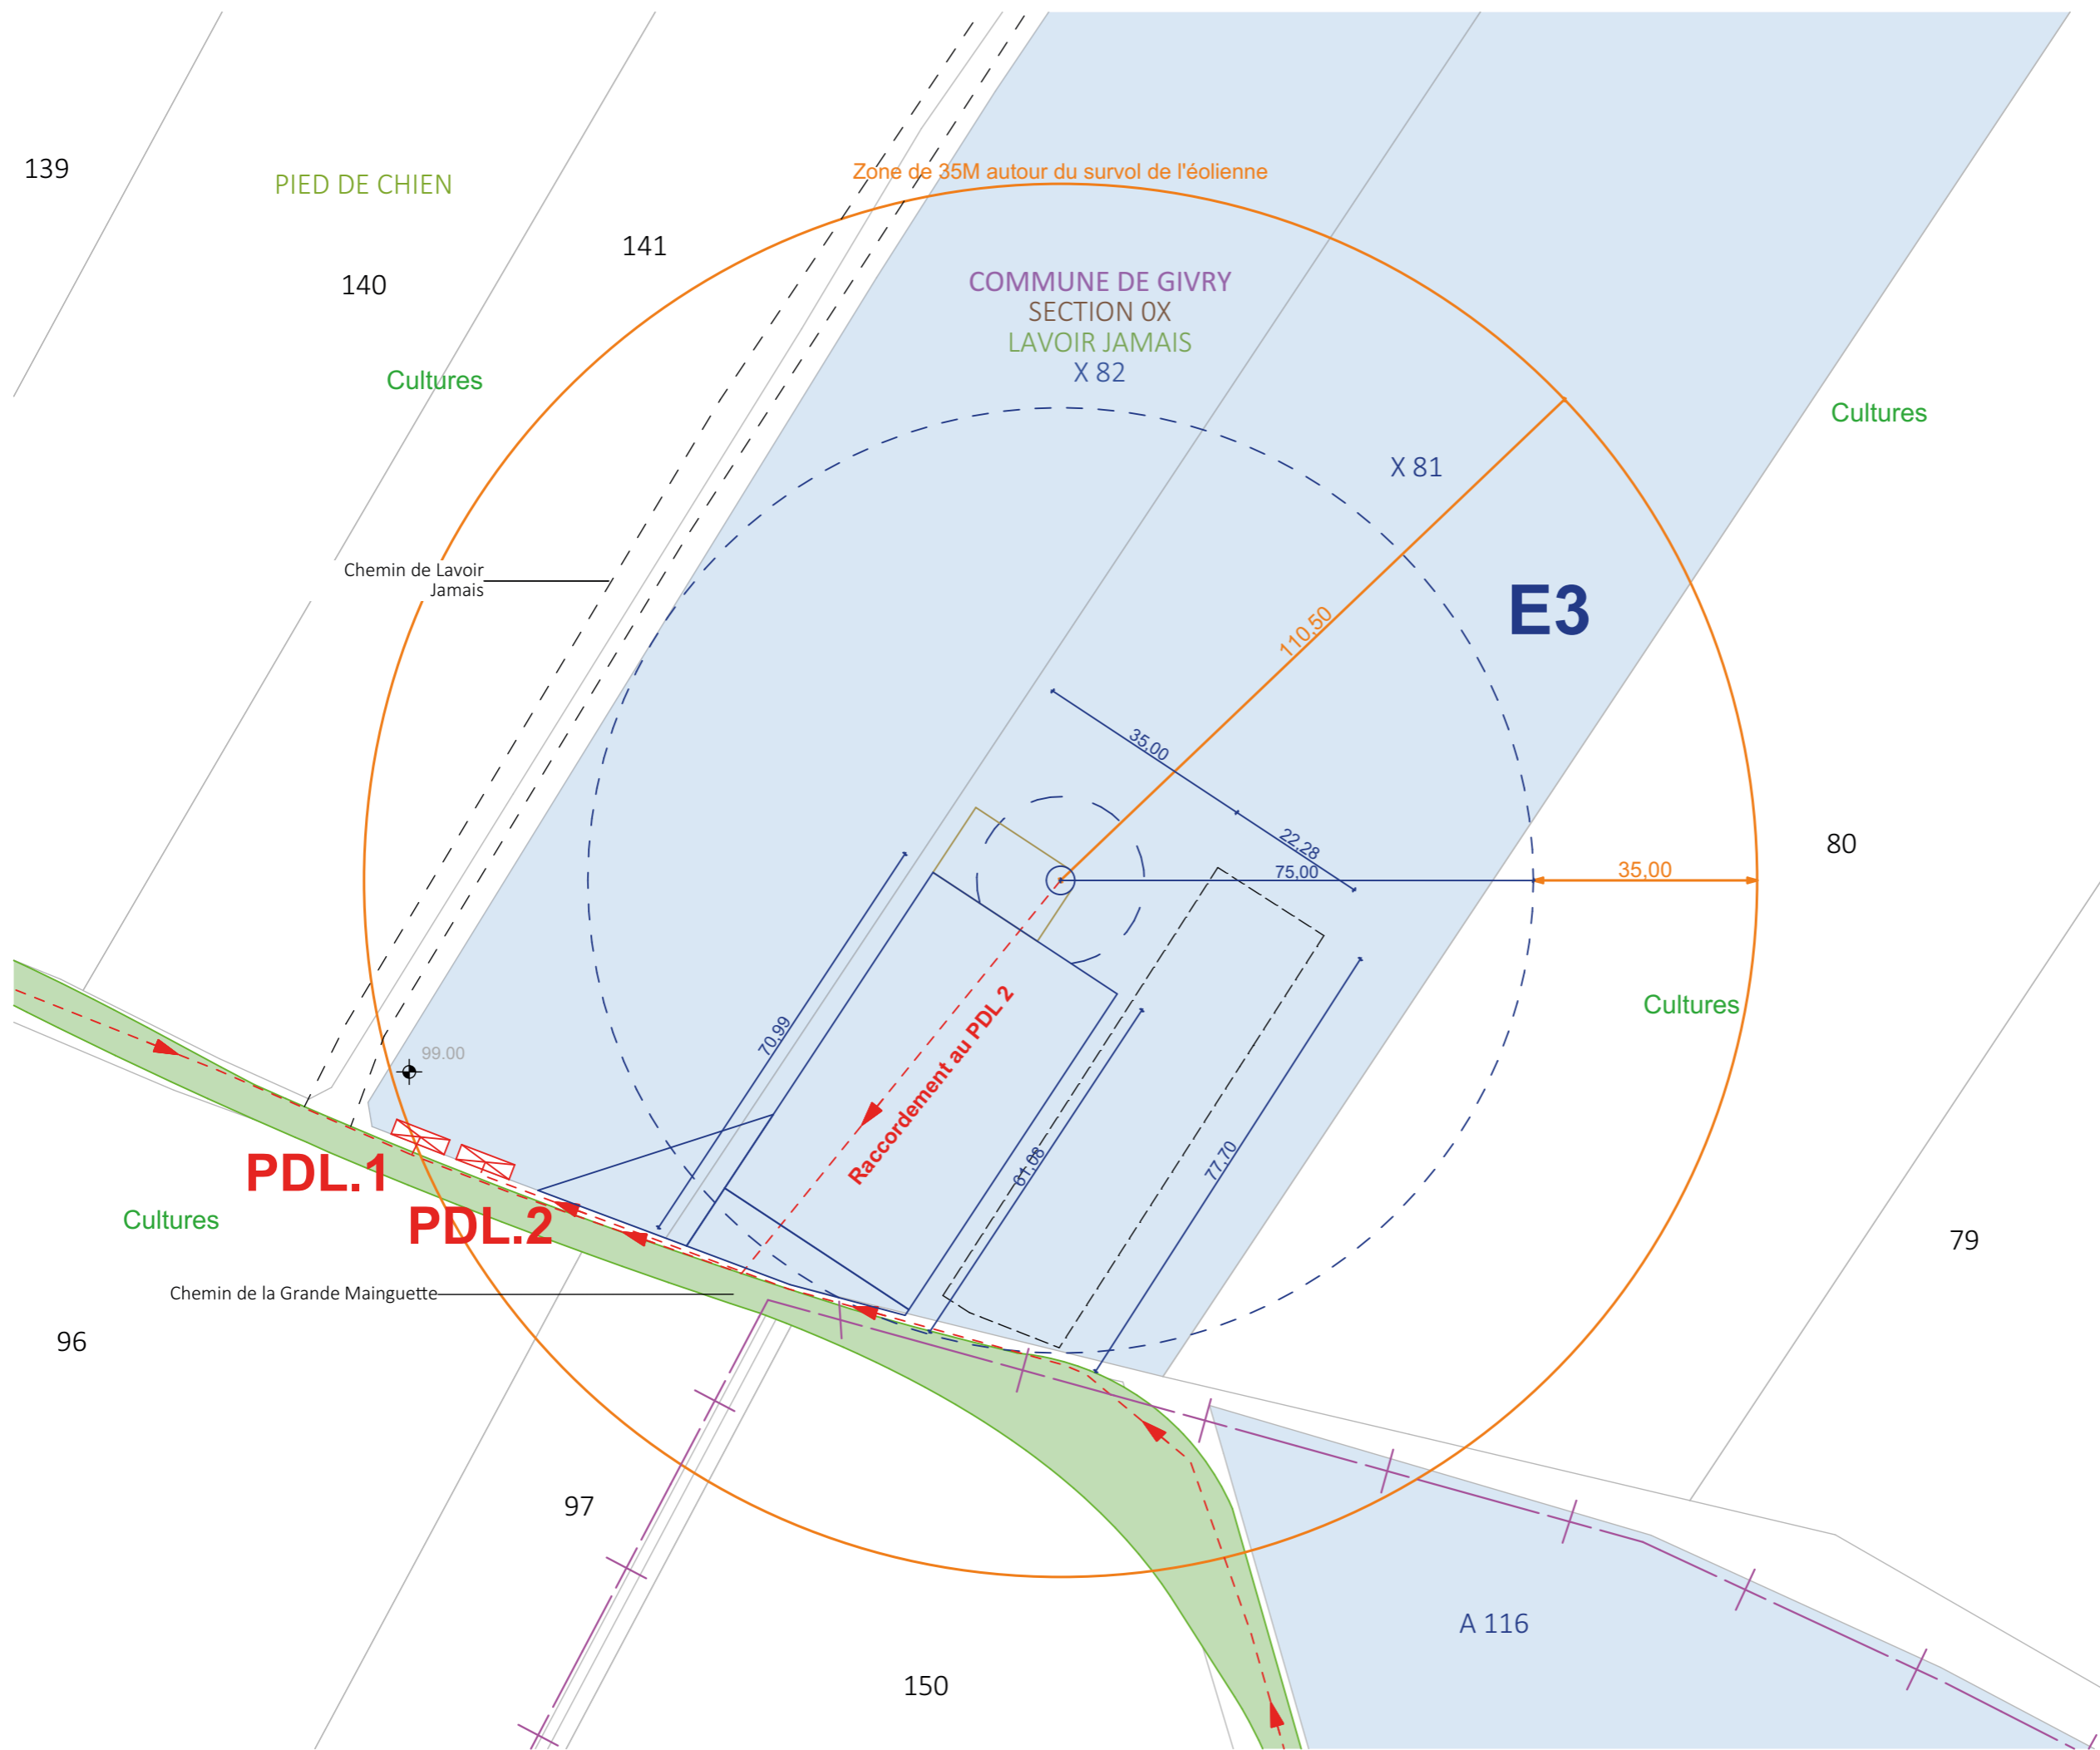 Zone de 35M autour du survol de l'éolienne
139
PIED DE CHIEN
141
140
COMMUNE DE GIVRY
SECTION 0X
LAVOIR JAMAIS
X 82
Cultures
Cultures
X 81
Chemin de Lavoir
Jamais
E3
110,50
35,00
22,28
75,00
35,00
80
70,99
Raccordement au PDL 2
Cultures
99.00
61,08
77,70
PDL.1
PDL.2
Cultures
79
Chemin de la Grande Mainguette
96
97
A 116
150